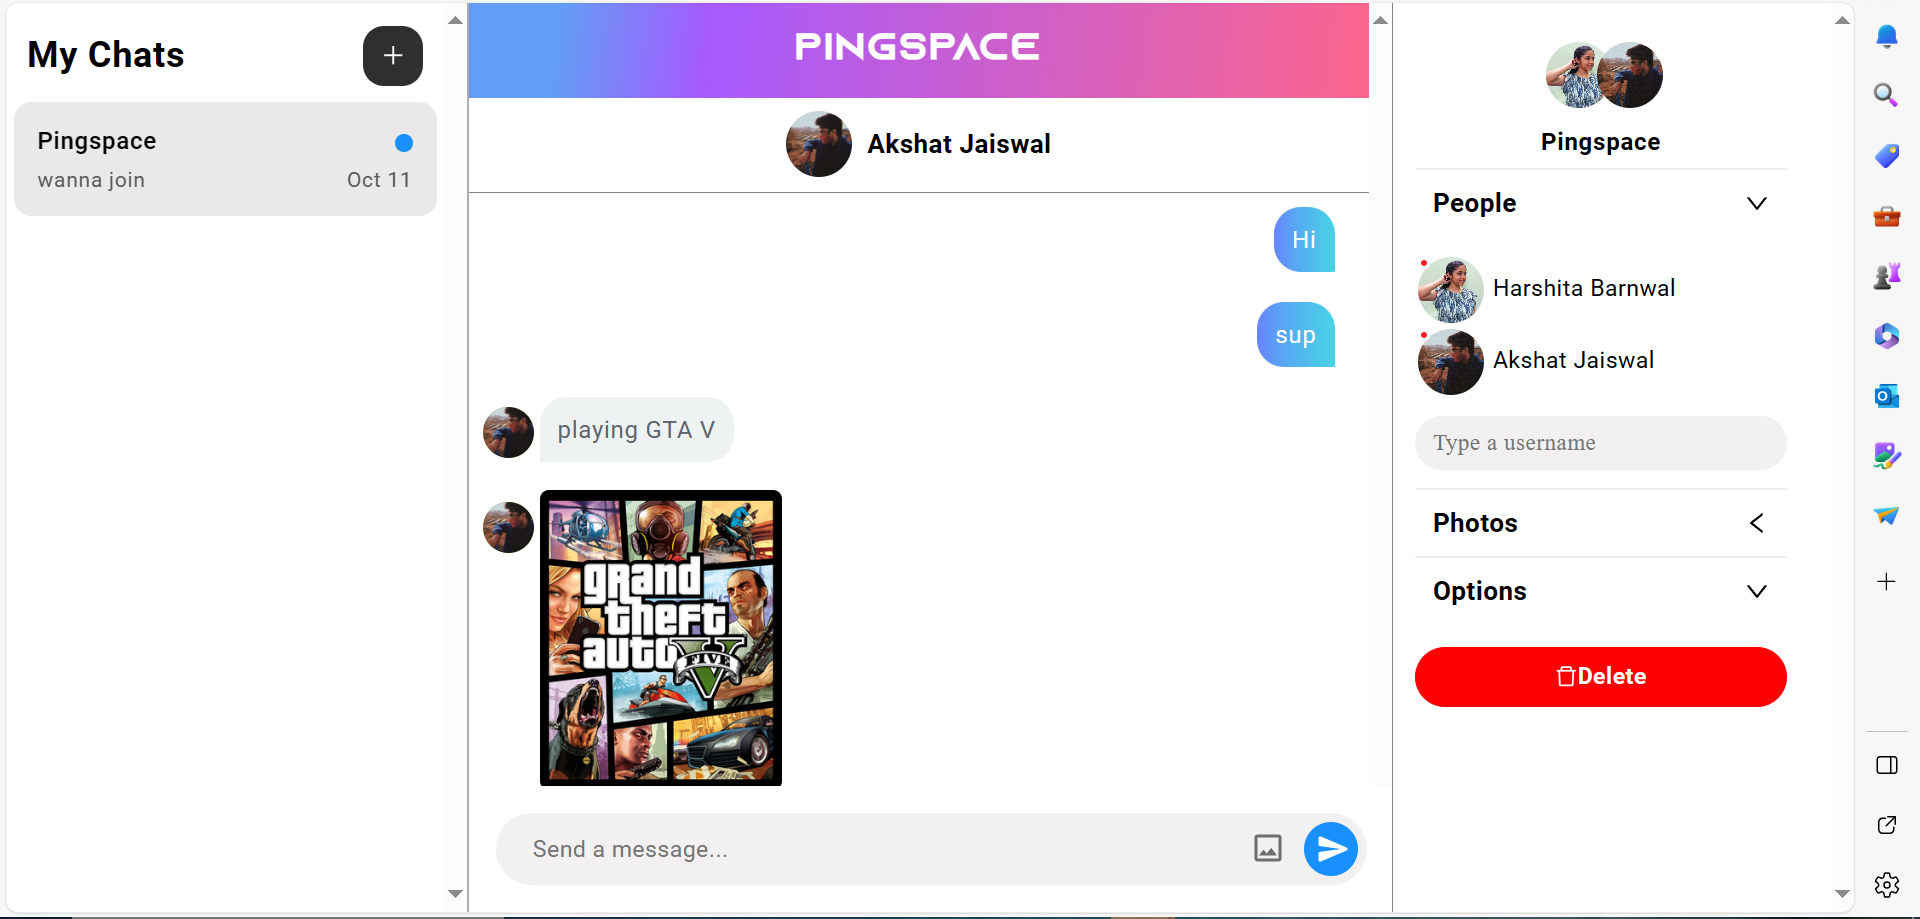 My Chats
Pingspace
wanna join
Oct 11
PINGSPACE
Akshat Jaiswal
Hi
sup
playing GTA V
grand
theft
auto
V
FIVE
Send a message...
Pingspace
People
Harshita Barnwal
Akshat Jaiswal
Type a username
Photos
Options
Delete